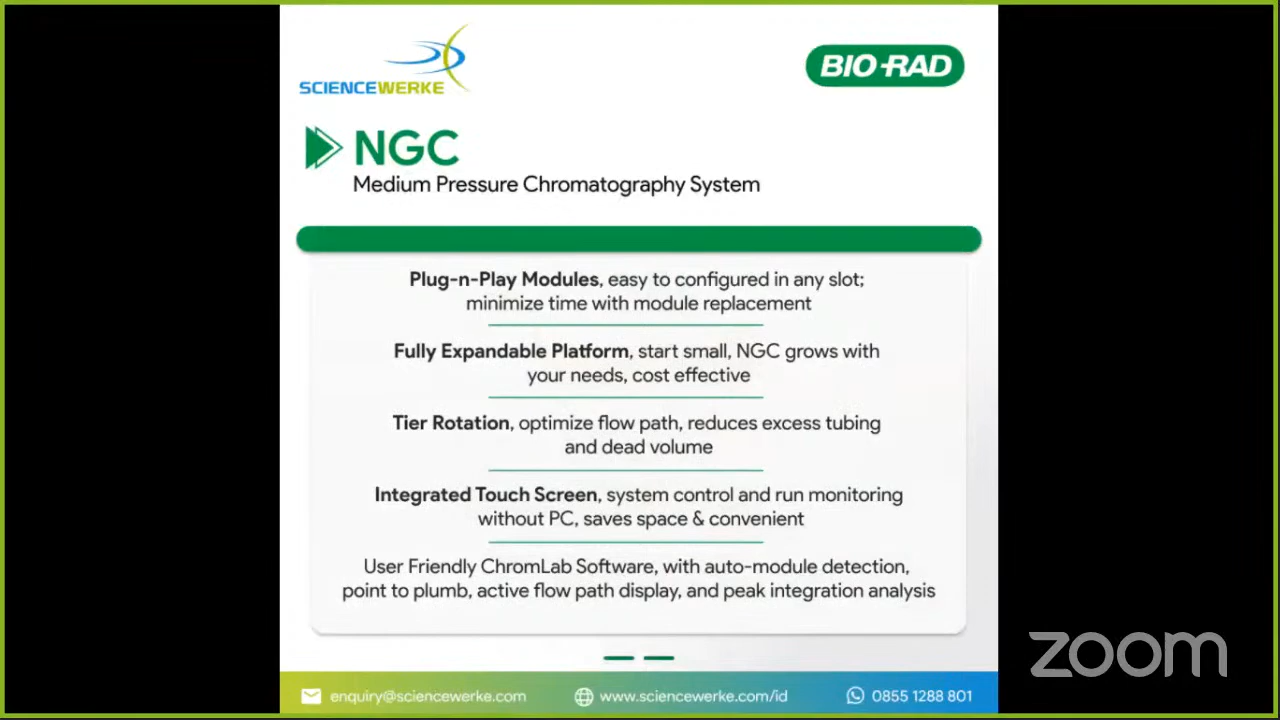 SCIENCEWERKE
BIO-RAD
NGC
Medium Pressure Chromatography System
Plug-n-Play Modules, easy to configured in any slot;
minimize time with module replacement
Fully Expandable Platform, start small, NGC grows with
your needs, cost effective
Tier Rotation, optimize flow path, reduces excess tubing
and dead volume
Integrated Touch Screen, system control and run monitoring
without PC, saves space & convenient
User Friendly ChromLab Software, with auto-module detection,
point to plumb, active flow path display, and peak integration analysis
zoom
enquiry@sciencewerke.com
www.sciencewerke.com/id
0855 1288 801